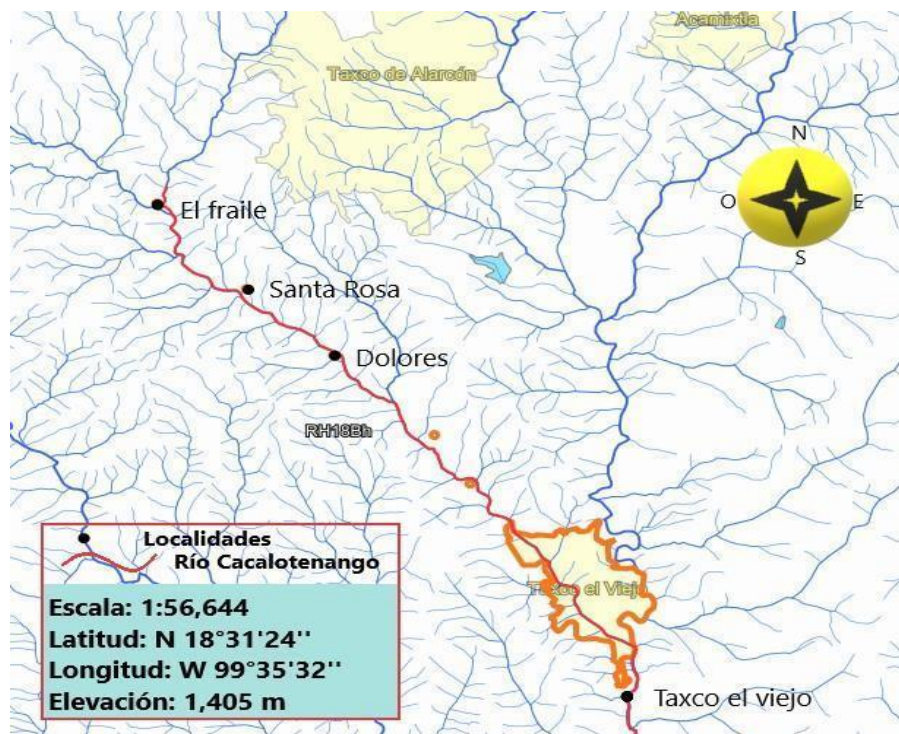 Acamixtla
Taxco de Alarcón
N
O
E
S
El fraile
Santa Rosa
Dolores
RH18Bh
Taxco el Viejo
Taxco el viejo
Localidades
Río Cacalotenango
Escala: 1:56,644
Latitud: N 18°31'24''
Longitud: W 99°35'32''
Elevación: 1,405 m